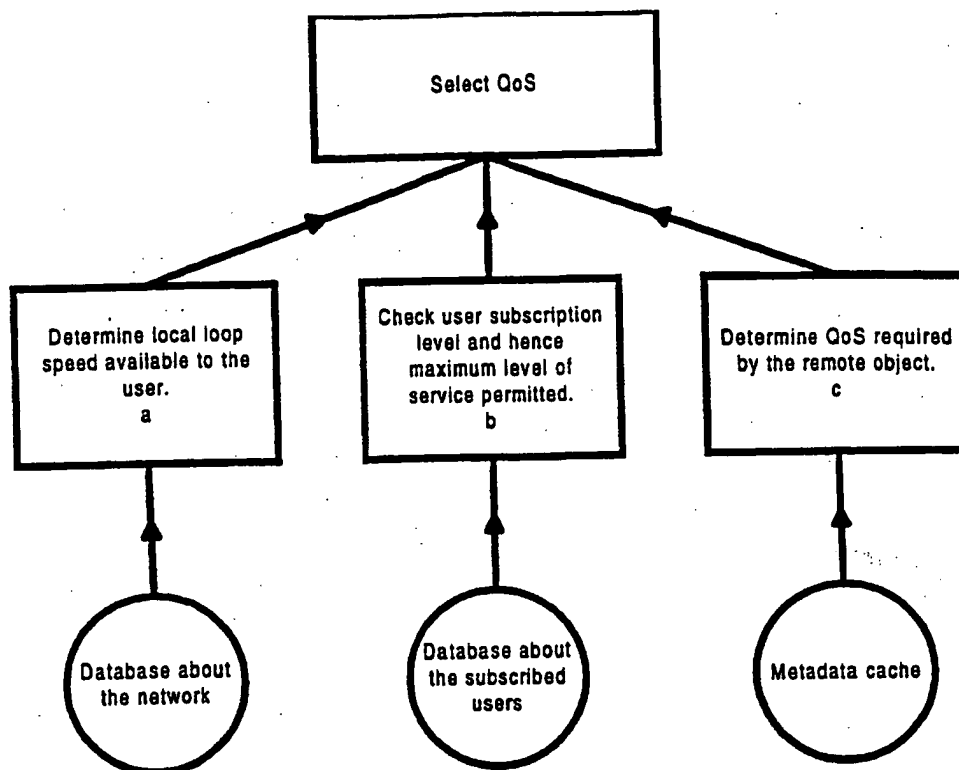 Select QoS
Determine local loop
speed available to the
user.
a
Check user subscription
level and hence
maximum level of
service permitted.
b
Determine QoS required
by the remote object.
c
Database about
the network
Database about
the subscribed
users
Metadata cache